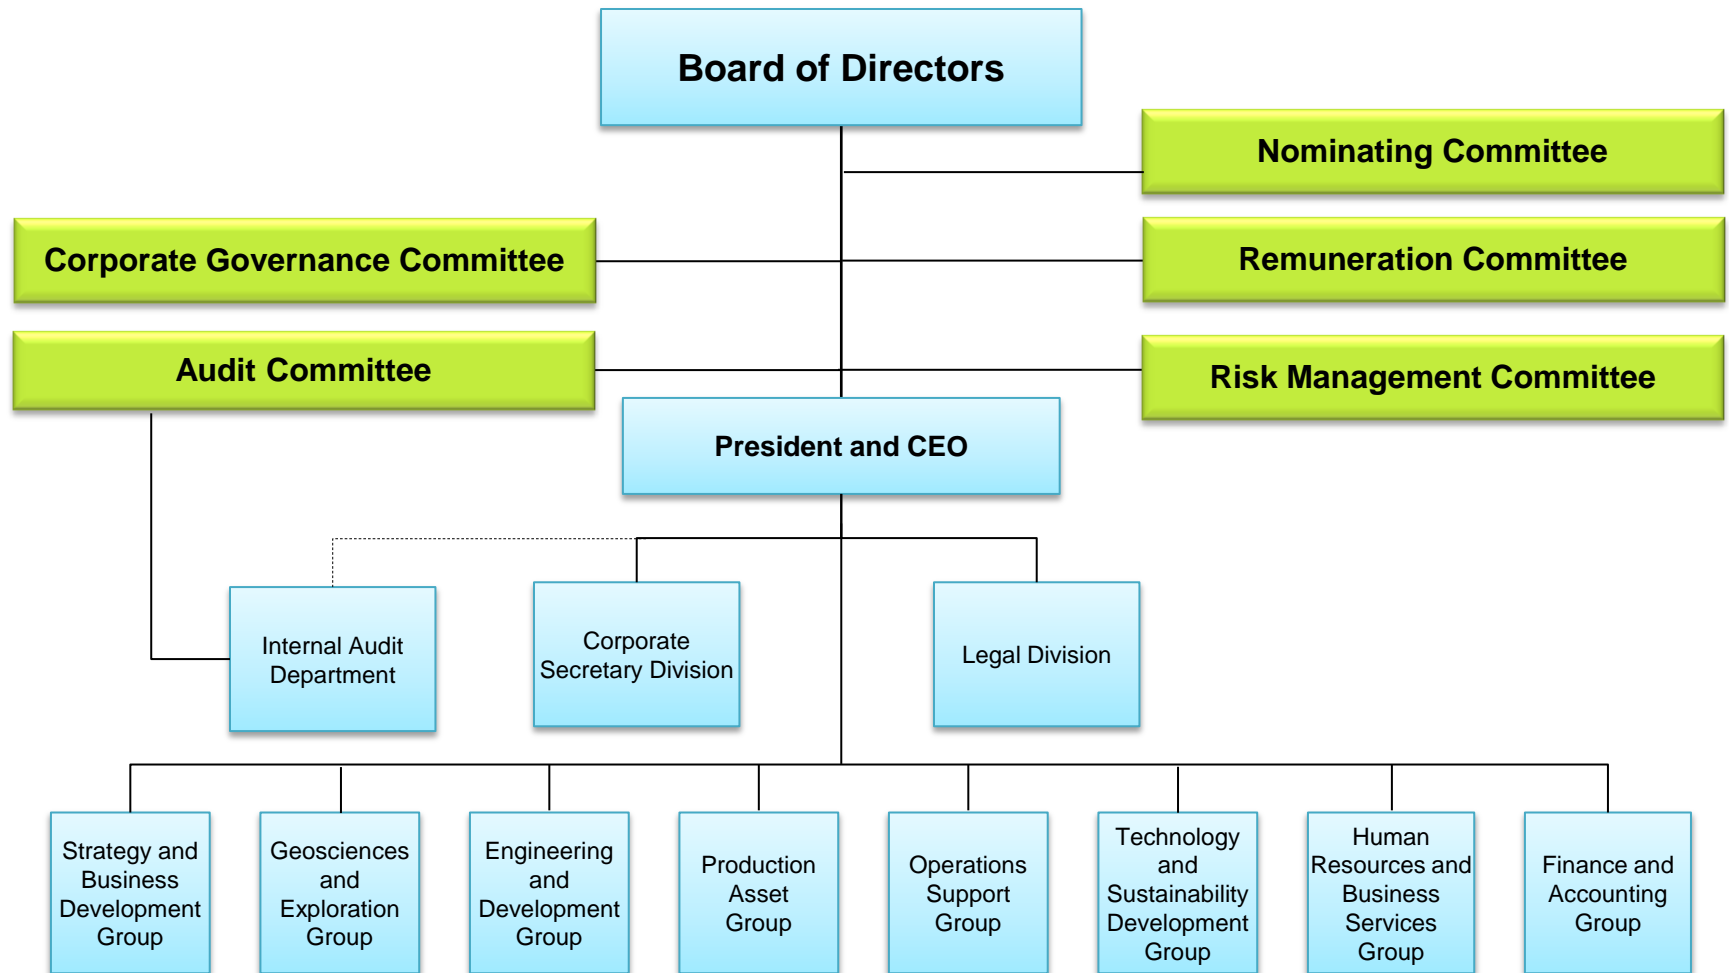 Board of Directors
Nominating Committee
Corporate Governance Committee
Remuneration Committee
Audit Committee
Risk Management Committee
President and CEO
Internal Audit
Department
Corporate
Secretary Division
Legal Division
Strategy and
Business
Development
Group
Geosciences
and
Exploration
Group
Engineering
and
Development
Group
Production
Asset
Group
Operations
Support
Group
Technology
and
Sustainability
Development
Group
Human
Resources and
Business
Services
Group
Finance and
Accounting
Group